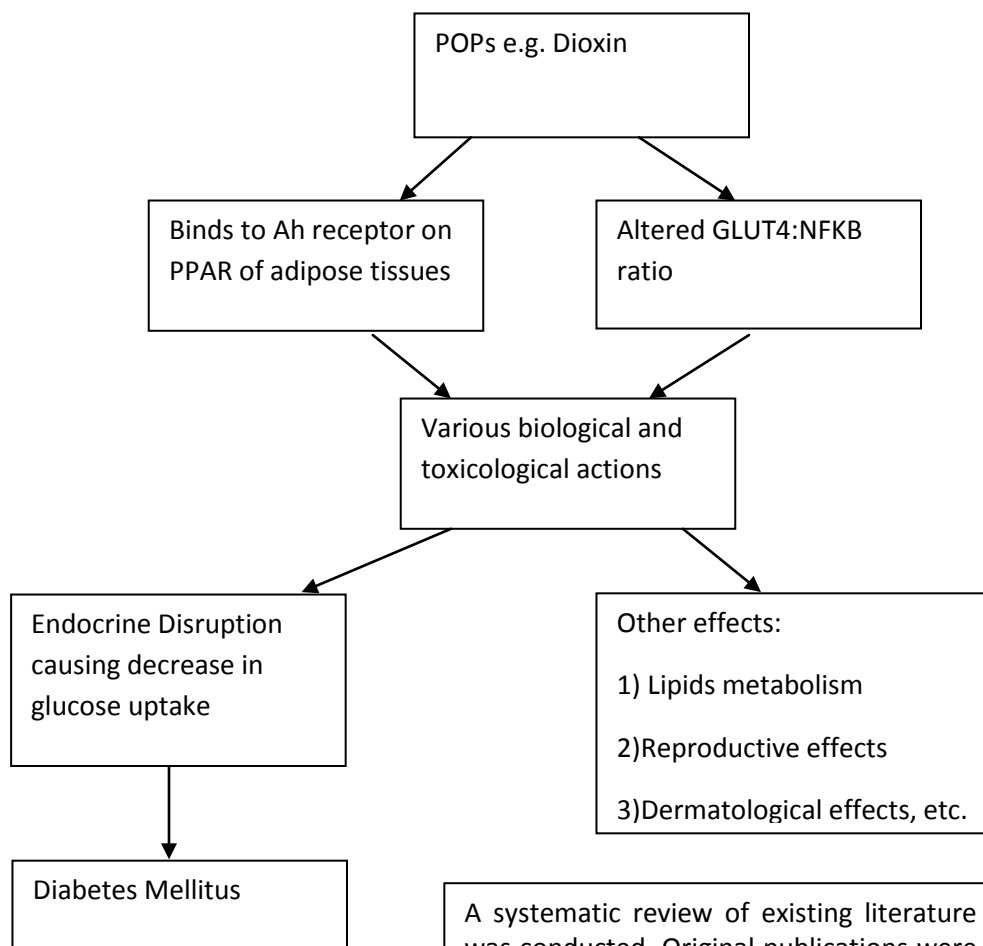 POPs e.g. Dioxin
Binds to Ah receptor on
PPAR of adipose tissues
Altered GLUT4:NFKB
ratio
Various biological and
toxicological actions
Endocrine Disruption
causing decrease in
glucose uptake
Other effects:
1) Lipids metabolism
2)Reproductive effects
3)Dermatological effects, etc.
Diabetes Mellitus
A systematic review of existing literature
was conducted. Original publications were